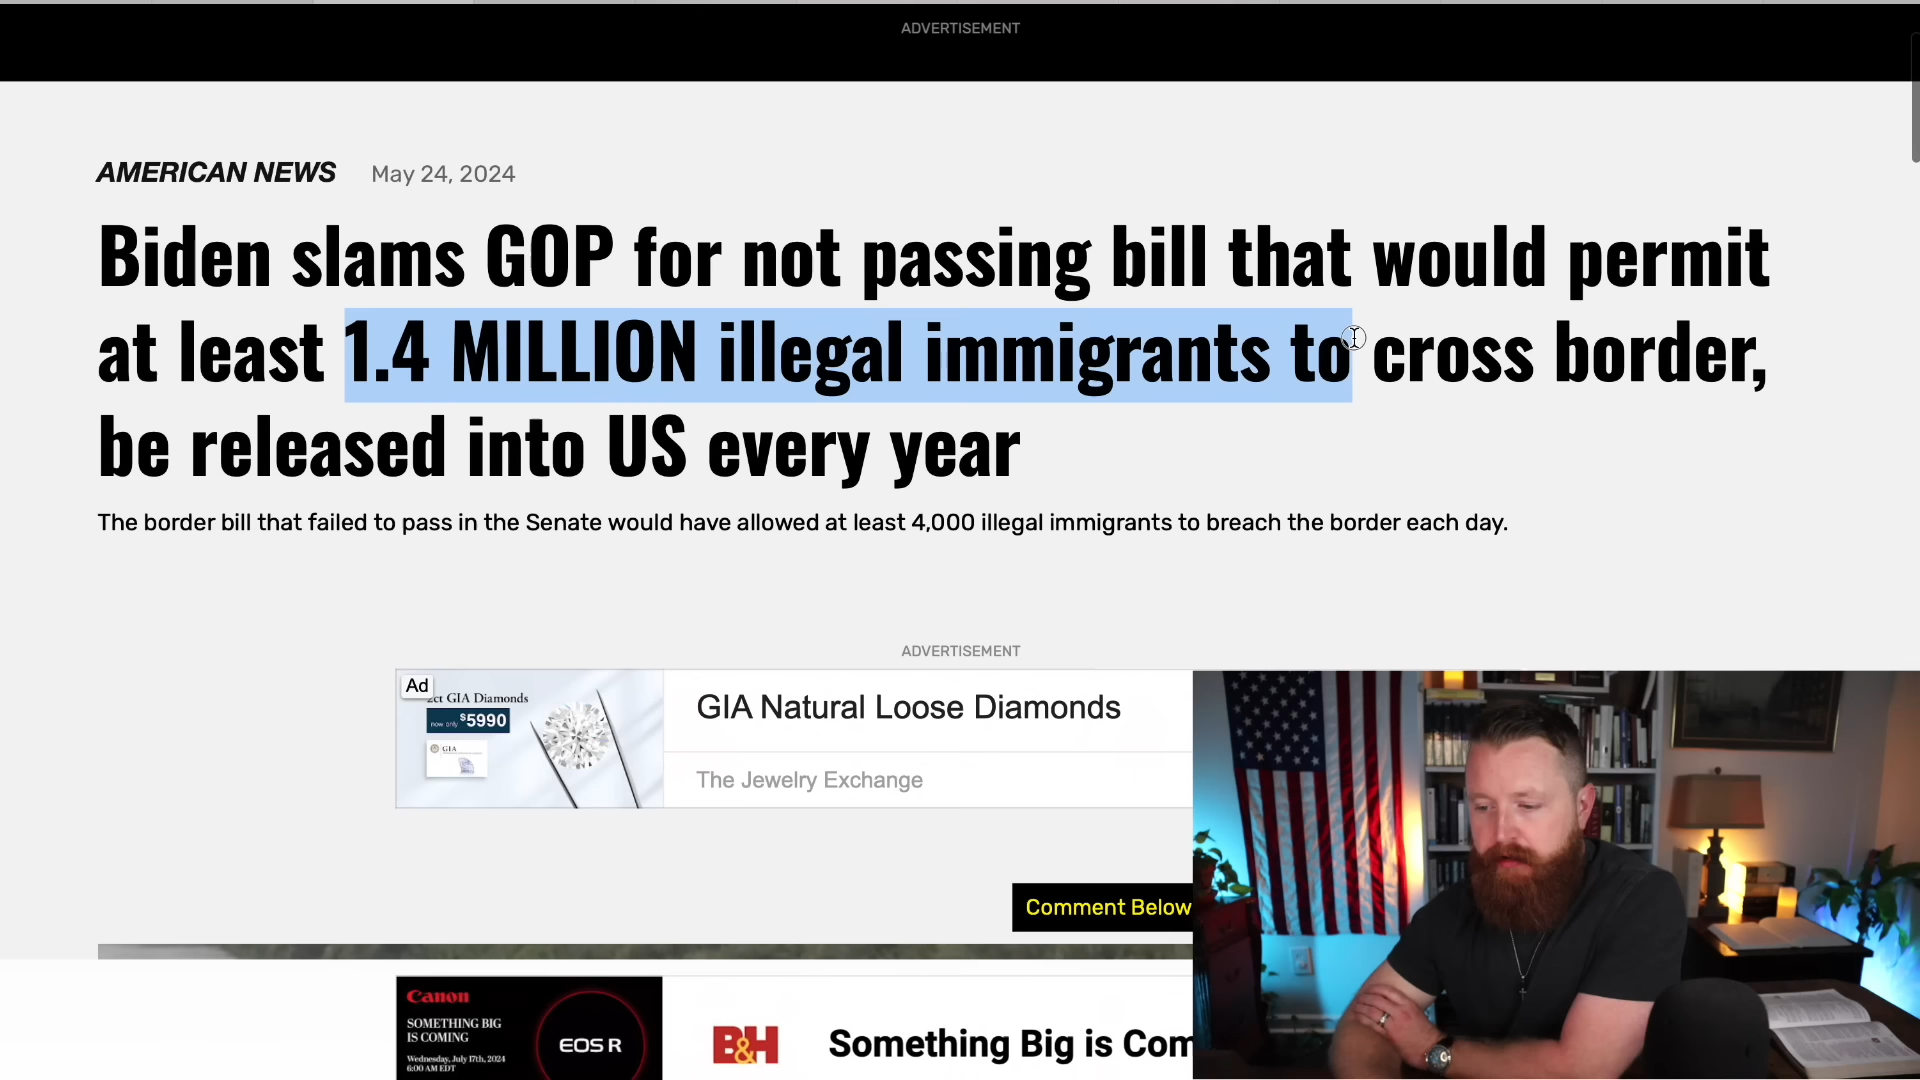 ADVERTISEMENT
AMERICAN NEWS May 24, 2024
Biden slams GOP for not passing bill that would permit
at least 1.4 MILLION illegal immigrants to cross border,
be released into US every year
The border bill that failed to pass in the Senate would have allowed at least 4,000 illegal immigrants to breach the border each day.
ADVERTISEMENT
Ad
2ct GIA Diamonds
now only $5990
GIA
GIA Natural Loose Diamonds
The Jewelry Exchange
Comment Below
Canon
SOMETHING BIG
IS COMING
Wednesday, July 17th, 2024
6:00 AM EDT
EOS R
B&H
Something Big is Com